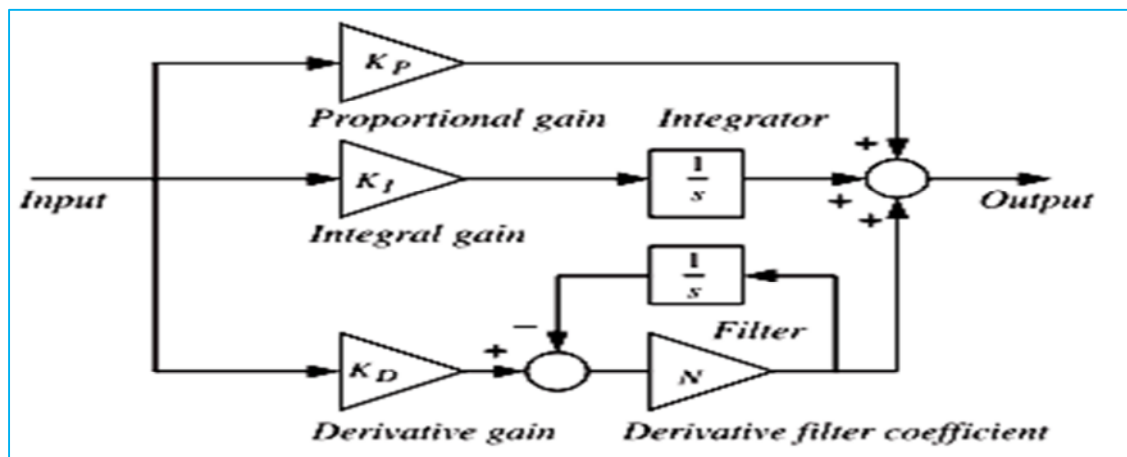 K_P
Proportional gain
Integrator
+
Input
K_I
1/s
+
Output
Integral gain
+
1/s
−
Filter
K_D
+
N
Derivative gain
Derivative filter coefficient